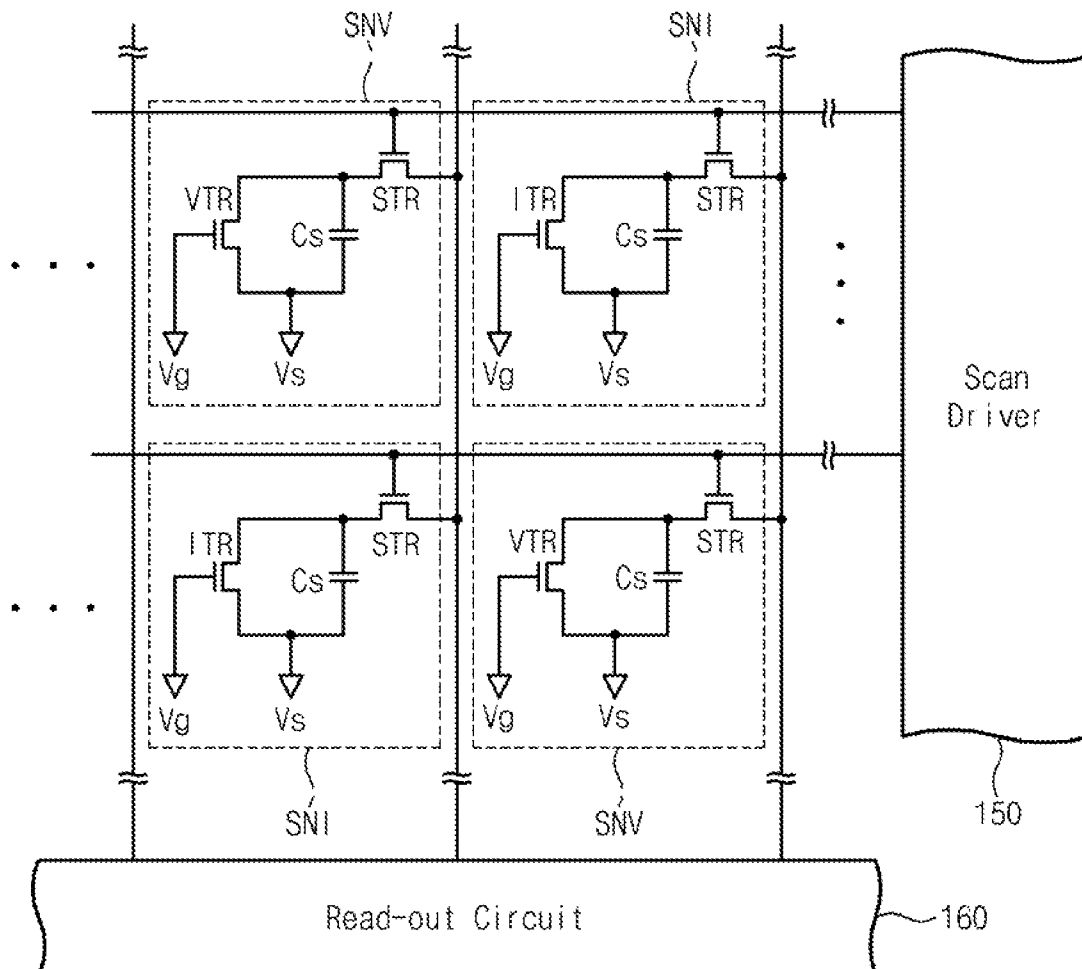 SNV
SNI
VTR
STR
Cs
Vg
Vs
ITR
STR
Cs
Vg
Vs
Scan
Driver
ITR
STR
Cs
Vg
Vs
VTR
STR
Cs
Vg
Vs
SNI
SNV
150
Read-out Circuit
160